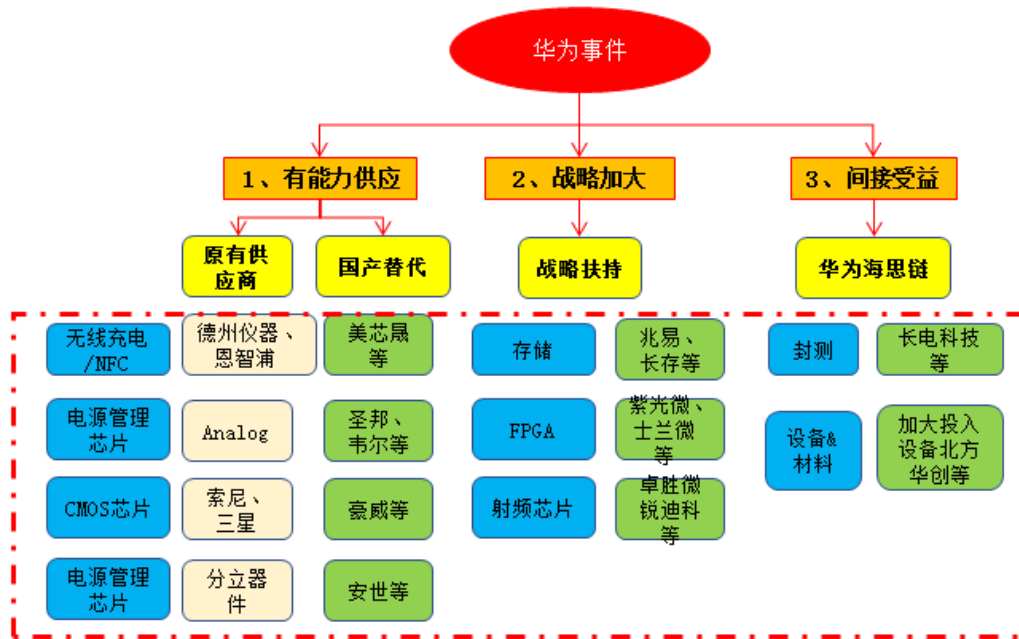 华为事件
1、有能力供应
2、战略加大
3、间接受益
原有供
应商
国产替代
战略扶持
华为海思链
无线充电
/NFC
德州仪器、
恩智浦
美芯晟
等
存储
兆易、
长存等
封测
长电科技
等
电源管理
芯片
Analog
圣邦、
韦尔等
FPGA
紫光微、
士兰微
等
设备&
材料
加大投入
设备北方
华创等
CMOS芯片
索尼、
三星
豪威等
射频芯片
卓胜微
锐迪科
等
电源管理
芯片
分立器
件
安世等